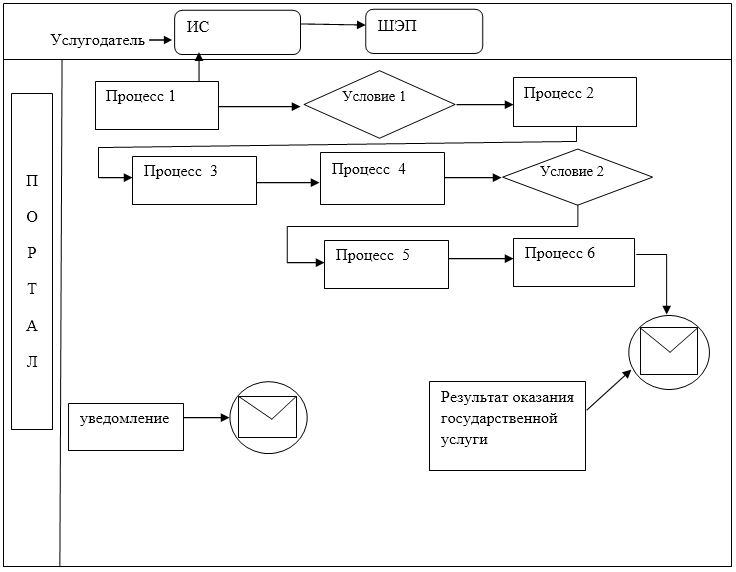 ИС
ШЭП
Услугодатель
Процесс 1
Условие 1
Процесс 2
Процесс 3
Процесс 4
Условие 2
Процесс 5
Процесс 6
П
О
Р
Т
А
Л
уведомление
Результат оказания
государственной
услуги